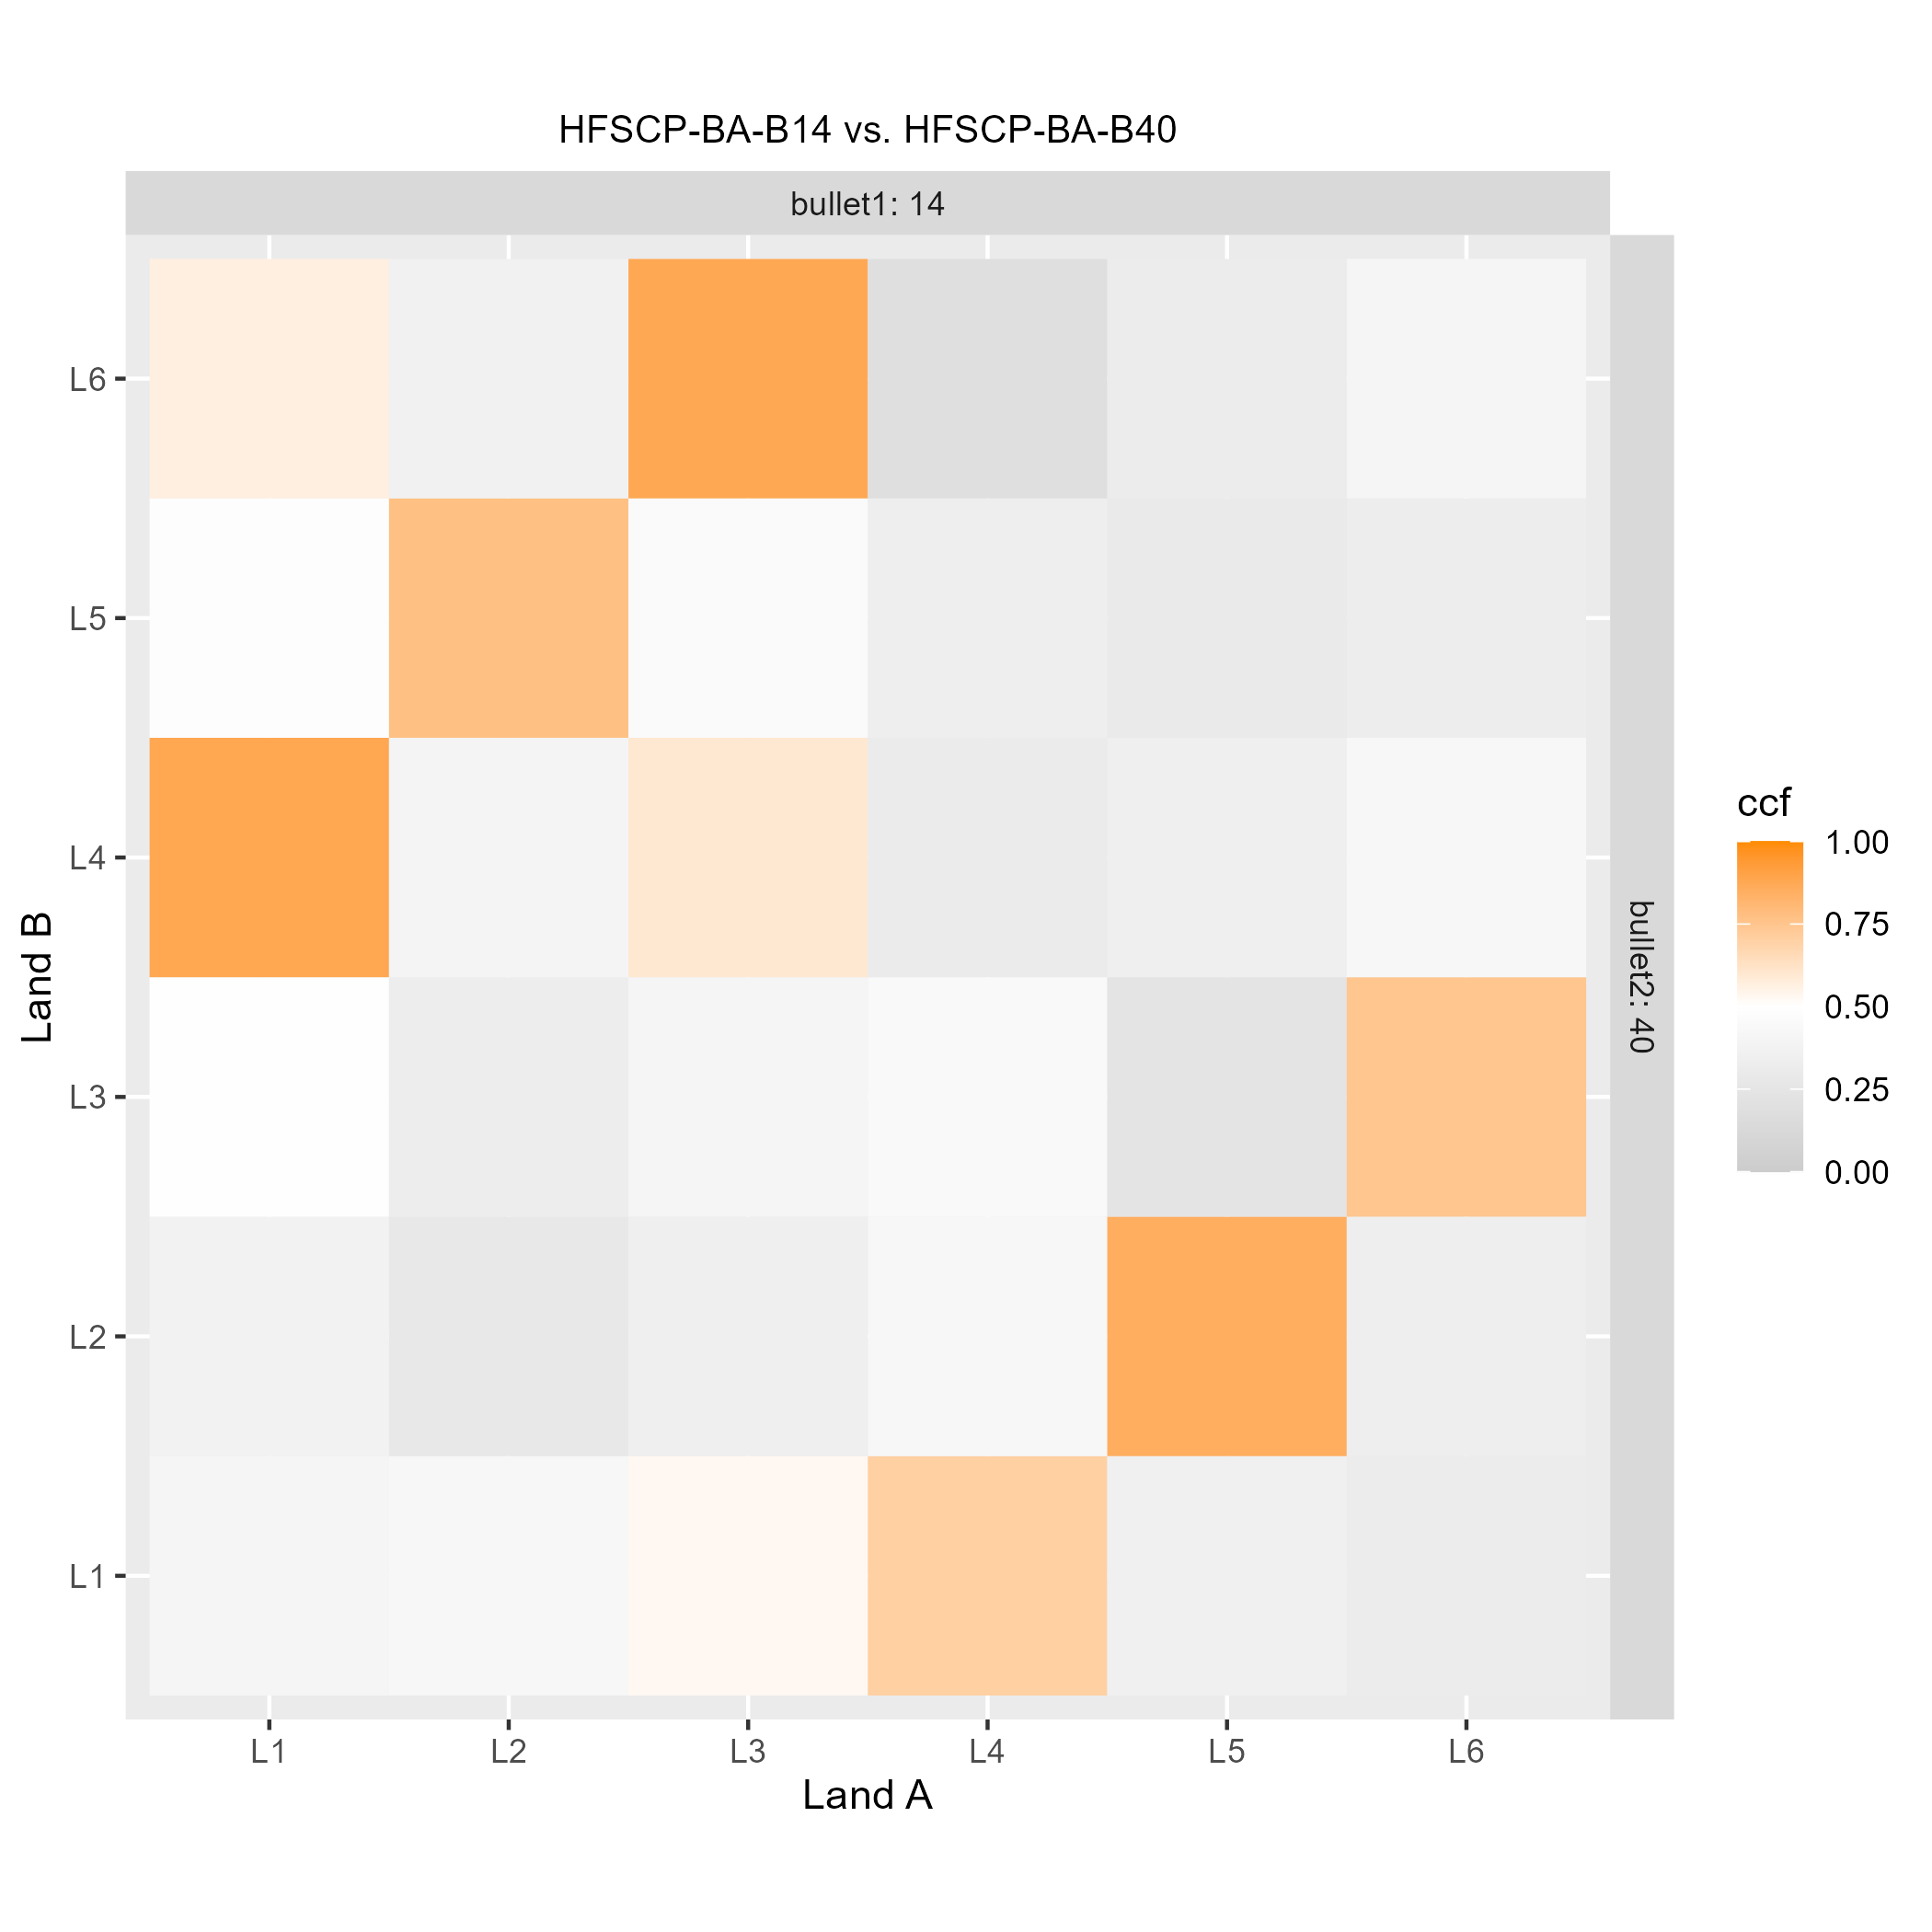 HFSCP-BA-B14 vs. HFSCP-BA-B40
bullet1: 14
L6
L5
L4
L3
L2
L1
Land B
bullet2: 40
ccf
1.00
0.75
0.50
0.25
0.00
L1 L2 L3 L4 L5 L6
Land A